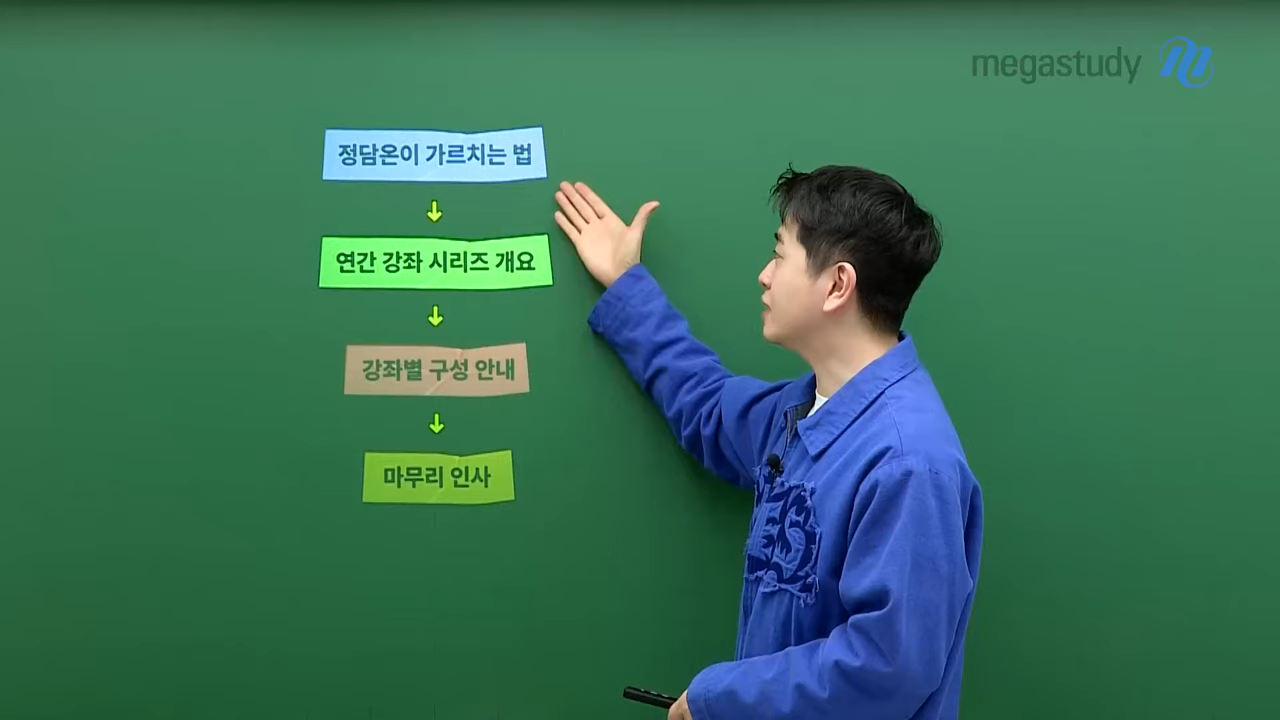 megastudy
정담온이 가르치는 법
연간 강좌 시리즈 개요
강좌별 구성 안내
마무리 인사